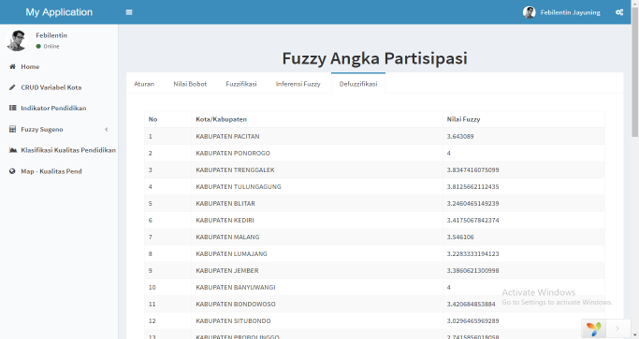 My Application
Febilentin Jayuning
Febilentin
Online
Home
CRUD Variabel Kota
Indikator Pendidikan
Fuzzy Sugeno
Klasifikasi Kualitas Pendidikan
Map - Kualitas Pend
Fuzzy Angka Partisipasi
Aturan Nilai Bobot Fuzzifikasi Inferensi Fuzzy Defuzzifikasi
No Kota/Kabupaten Nilai Fuzzy
1 KABUPATEN PACITAN 3.643089
2 KABUPATEN PONOROGO 4
3 KABUPATEN TRENGGALEK 3.8347416075099
4 KABUPATEN TULUNGAGUNG 3.8125662112435
5 KABUPATEN BLITAR 3.2460465149239
6 KABUPATEN KEDIRI 3.4175067842374
7 KABUPATEN MALANG 3.546106
8 KABUPATEN LUMAJANG 3.2283333194123
9 KABUPATEN JEMBER 3.3860621300998
10 KABUPATEN BANYUWANGI 4
11 KABUPATEN BONDOWOSO 3.420684853884
12 KABUPATEN SITUBONDO 3.0296465969289
13 KABUPATEN PROBOLINGGO 2.7415856018058
Activate Windows
Go to Settings to activate Windows.